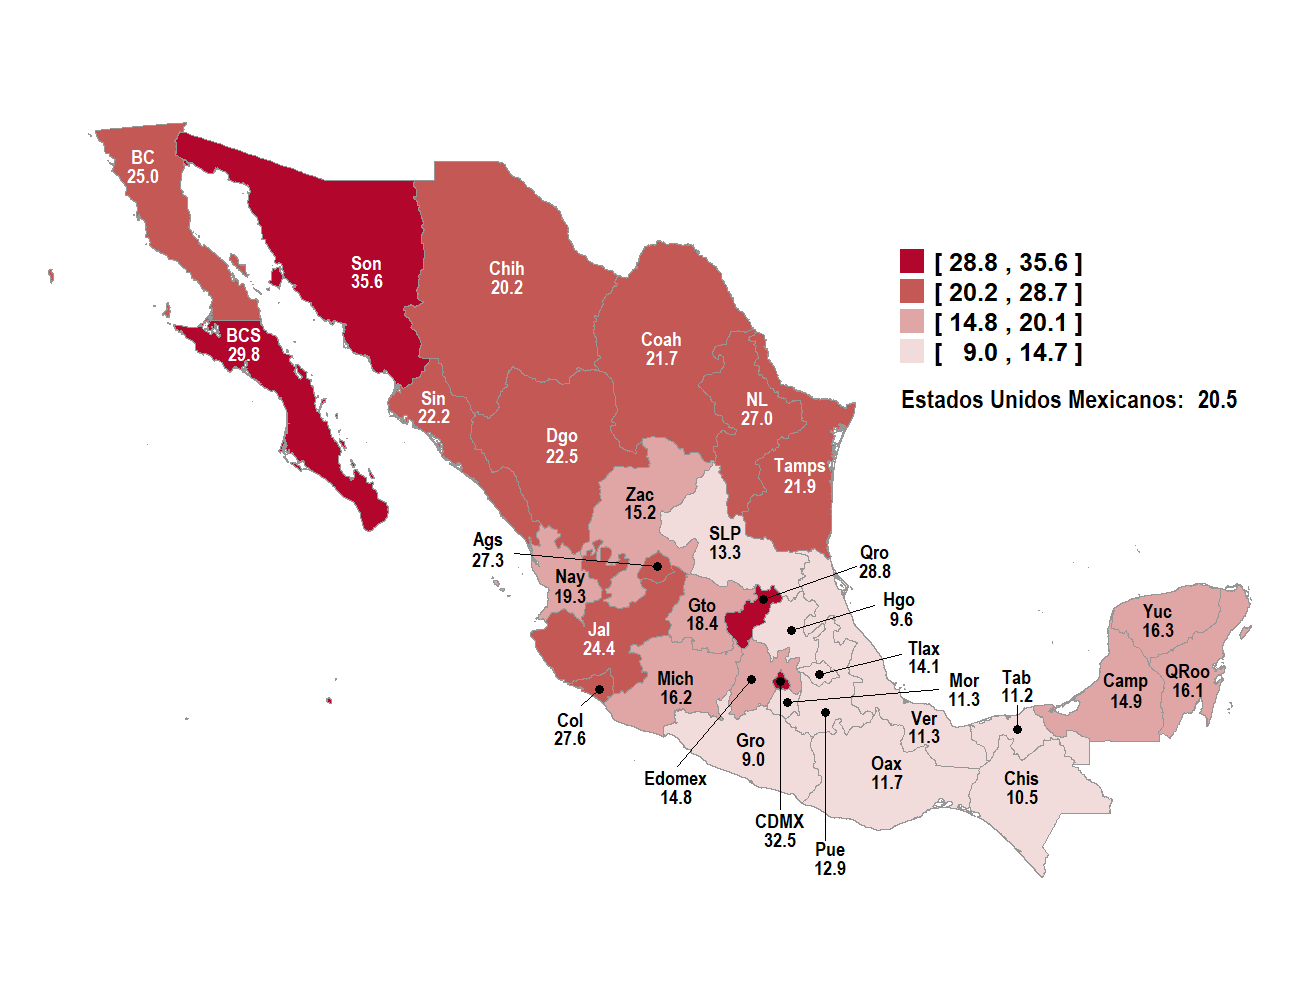 BC
25.0
Son
35.6
Chih
20.2
[ 28.8 , 35.6 ]
[ 20.2 , 28.7 ]
[ 14.8 , 20.1 ]
[ 9.0 , 14.7 ]
Estados Unidos Mexicanos: 20.5
BCS
29.8
Coah
21.7
Sin
22.2
NL
27.0
Dgo
22.5
Tamps
21.9
Zac
15.2
SLP
13.3
Ags
27.3
Qro
28.8
Nay
19.3
Gto
18.4
Hgo
9.6
Yuc
16.3
Jal
24.4
Tlax
14.1
Mich
16.2
Mor
11.3
Tab
11.2
Camp
14.9
QRoo
16.1
Col
27.6
Ver
11.3
Gro
9.0
Edomex
14.8
Oax
11.7
Chis
10.5
CDMX
32.5
Pue
12.9